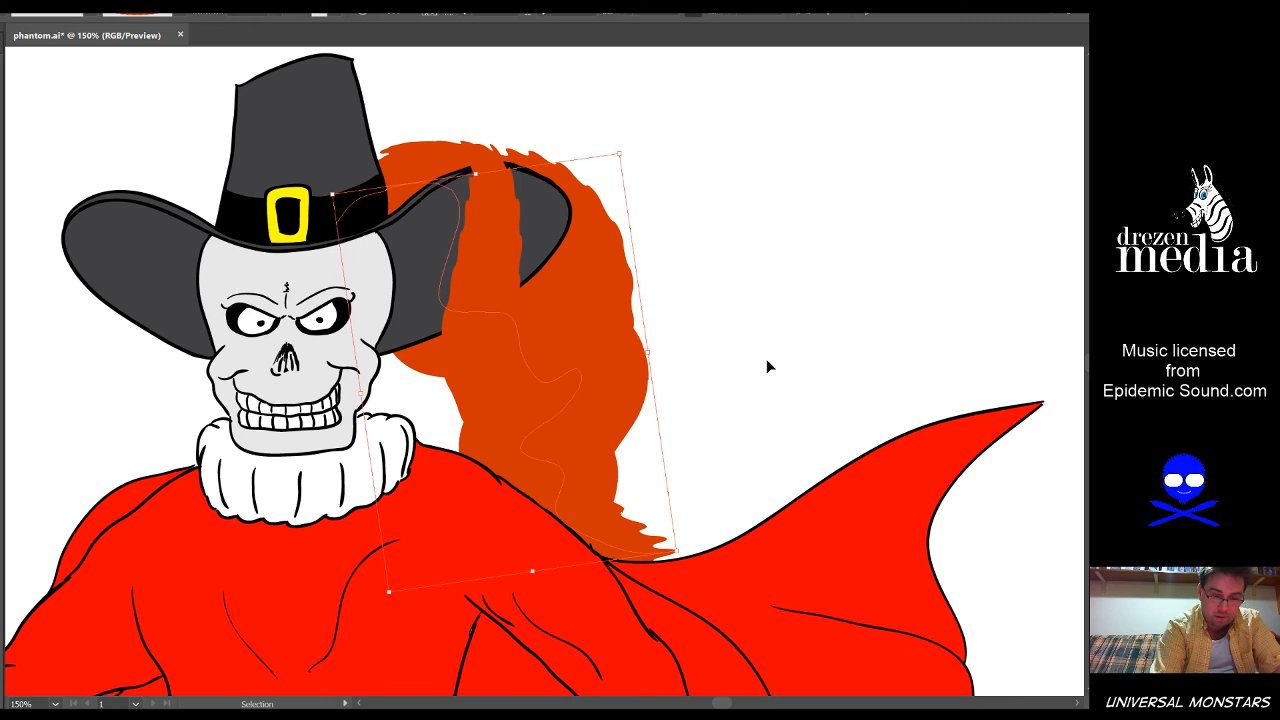 phantom.ai* @ 150% (RGB/Preview)
drezen
media
Music licensed
from
Epidemic Sound.com
150%
1
Selection
UNIVERSAL MONSTARS